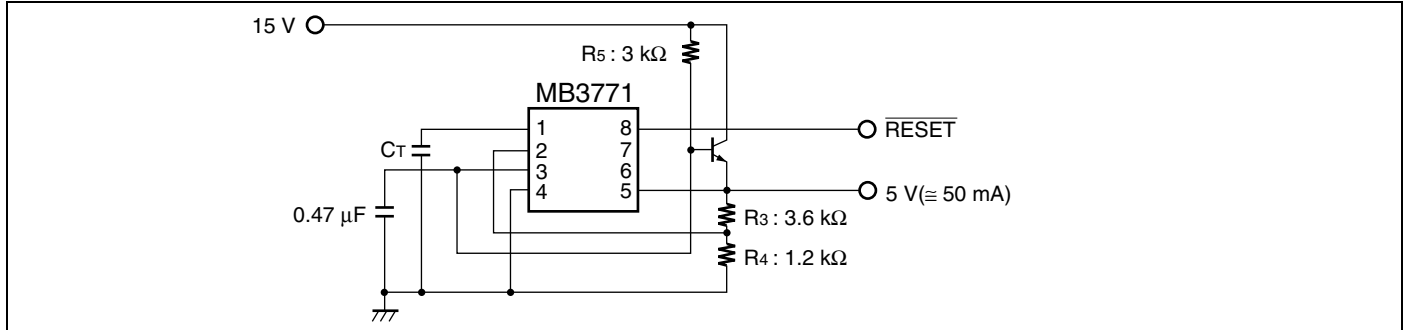 15 V
R5 : 3 kΩ
MB3771
1 8
2 7
3 6
4 5
RESET
CT
0.47 μF
5 V(≅ 50 mA)
R3 : 3.6 kΩ
R4 : 1.2 kΩ